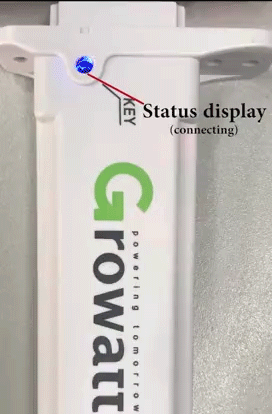 KEY
Status display
(connecting)
Growatt
powering tomorrow